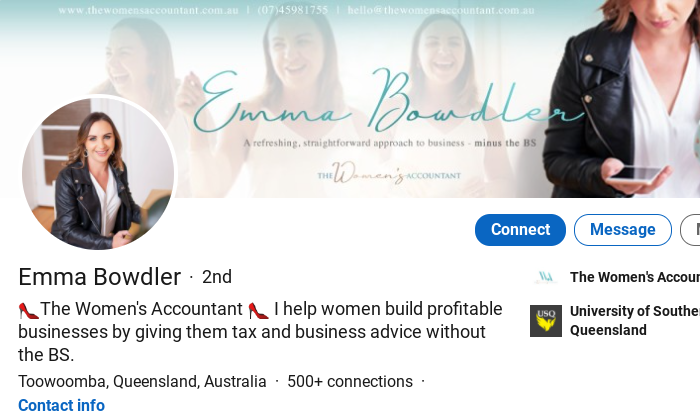 www.thewomensaccountant.com.au | (07)45981755 | hello@thewomensaccountant.com.au
Emma Bowdler
A refreshing, straightforward approach to business - minus the BS
THE Women's ACCOUNTANT
Connect
Message
Emma Bowdler · 2nd
👠The Women's Accountant 👠 I help women build profitable
businesses by giving them tax and business advice without
the BS.
Toowoomba, Queensland, Australia · 500+ connections ·
Contact info
The Women's Accoun
USQ
University of Southe
Queensland